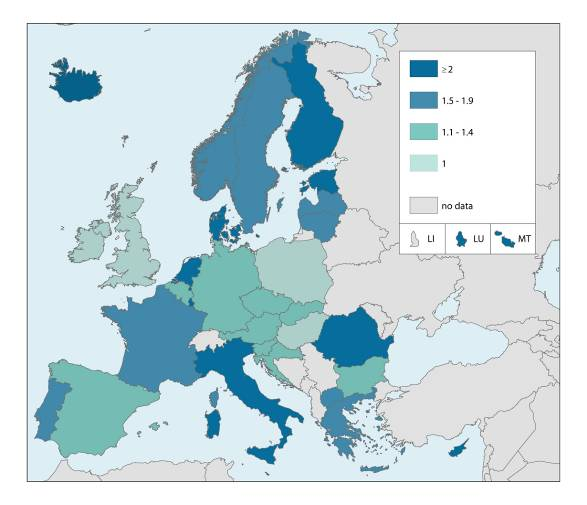 ≥ 2
1.5 - 1.9
1.1 - 1.4
1
no data
LI
LU
MT
≥